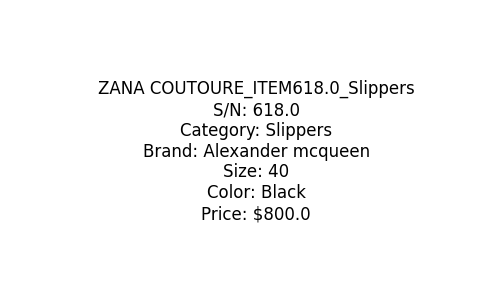 ZANA COUTOURE_ITEM618.0_Slippers
S/N: 618.0
Category: Slippers
Brand: Alexander mcqueen
Size: 40
Color: Black
Price: $800.0